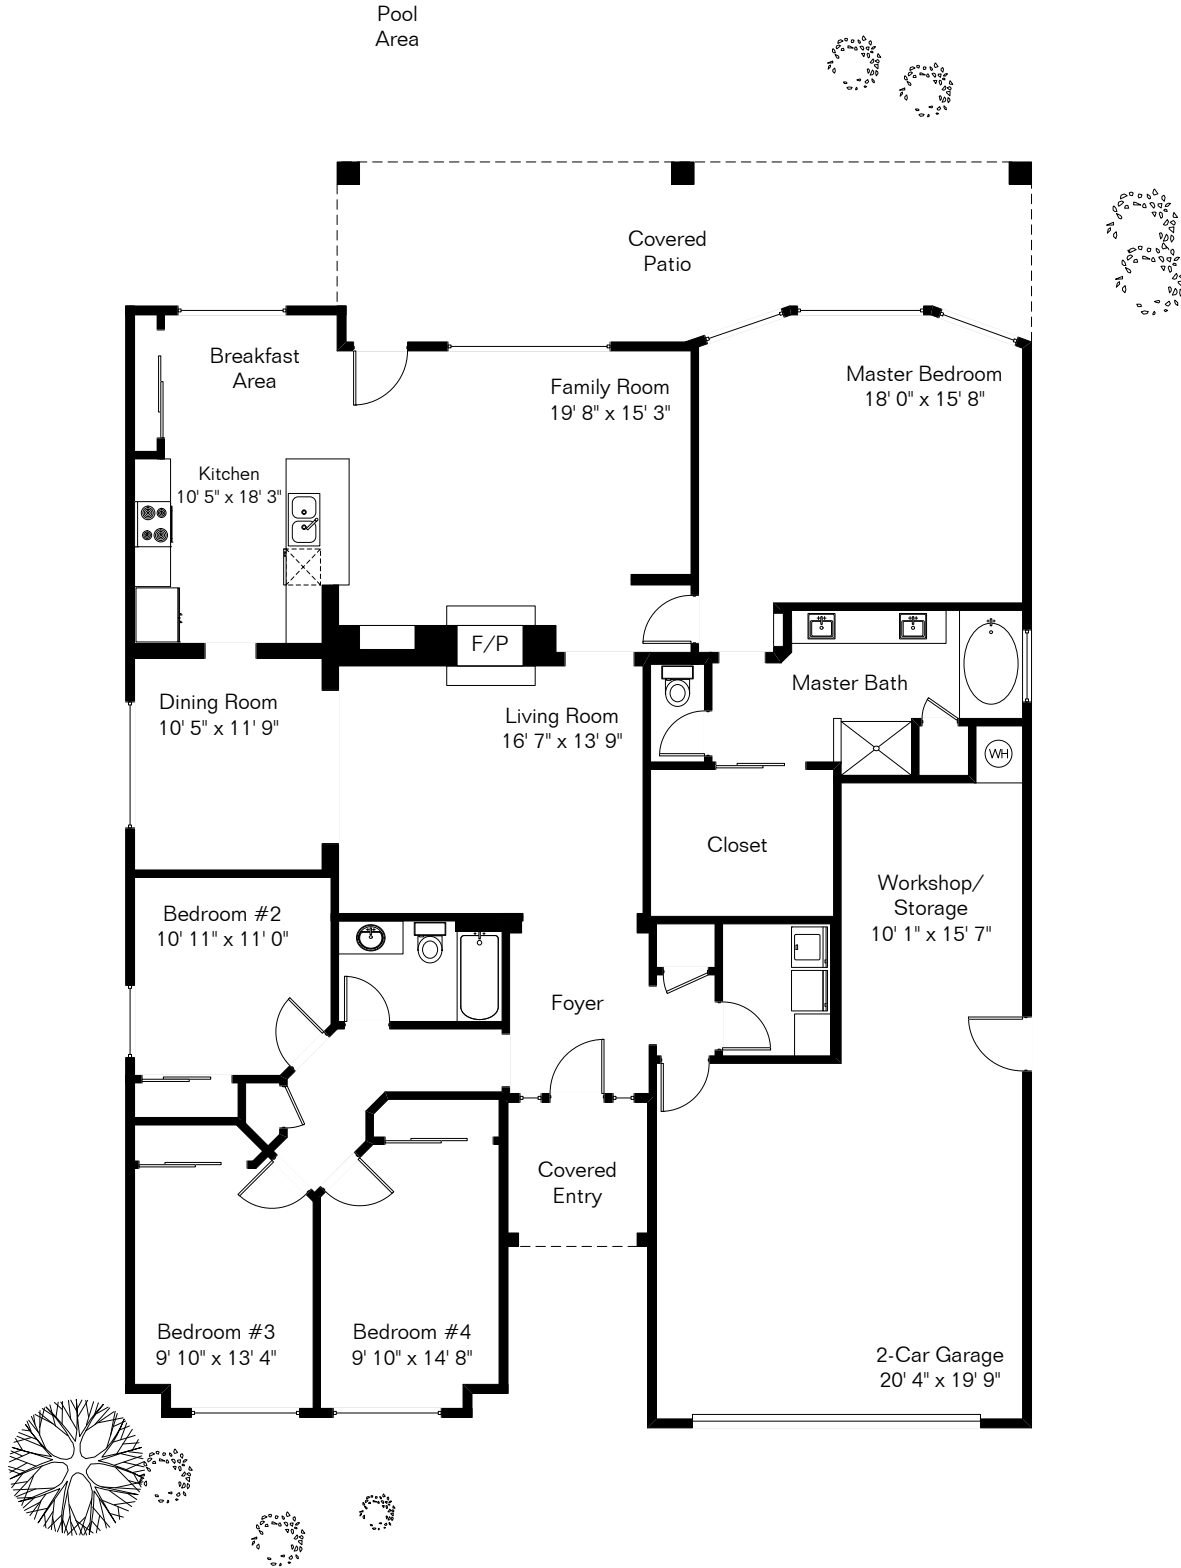 Pool
Area
Covered
Patio
Breakfast
Area
Family Room
19' 8" x 15' 3"
Master Bedroom
18' 0" x 15' 8"
Kitchen
10' 5" x 18' 3"
F/P
Master Bath
Dining Room
10' 5" x 11' 9"
Living Room
16' 7" x 13' 9"
WH
Closet
Workshop/
Storage
10' 1" x 15' 7"
Bedroom #2
10' 11" x 11' 0"
Foyer
Covered
Entry
Bedroom #3
9' 10" x 13' 4"
Bedroom #4
9' 10" x 14' 8"
2-Car Garage
20' 4" x 19' 9"